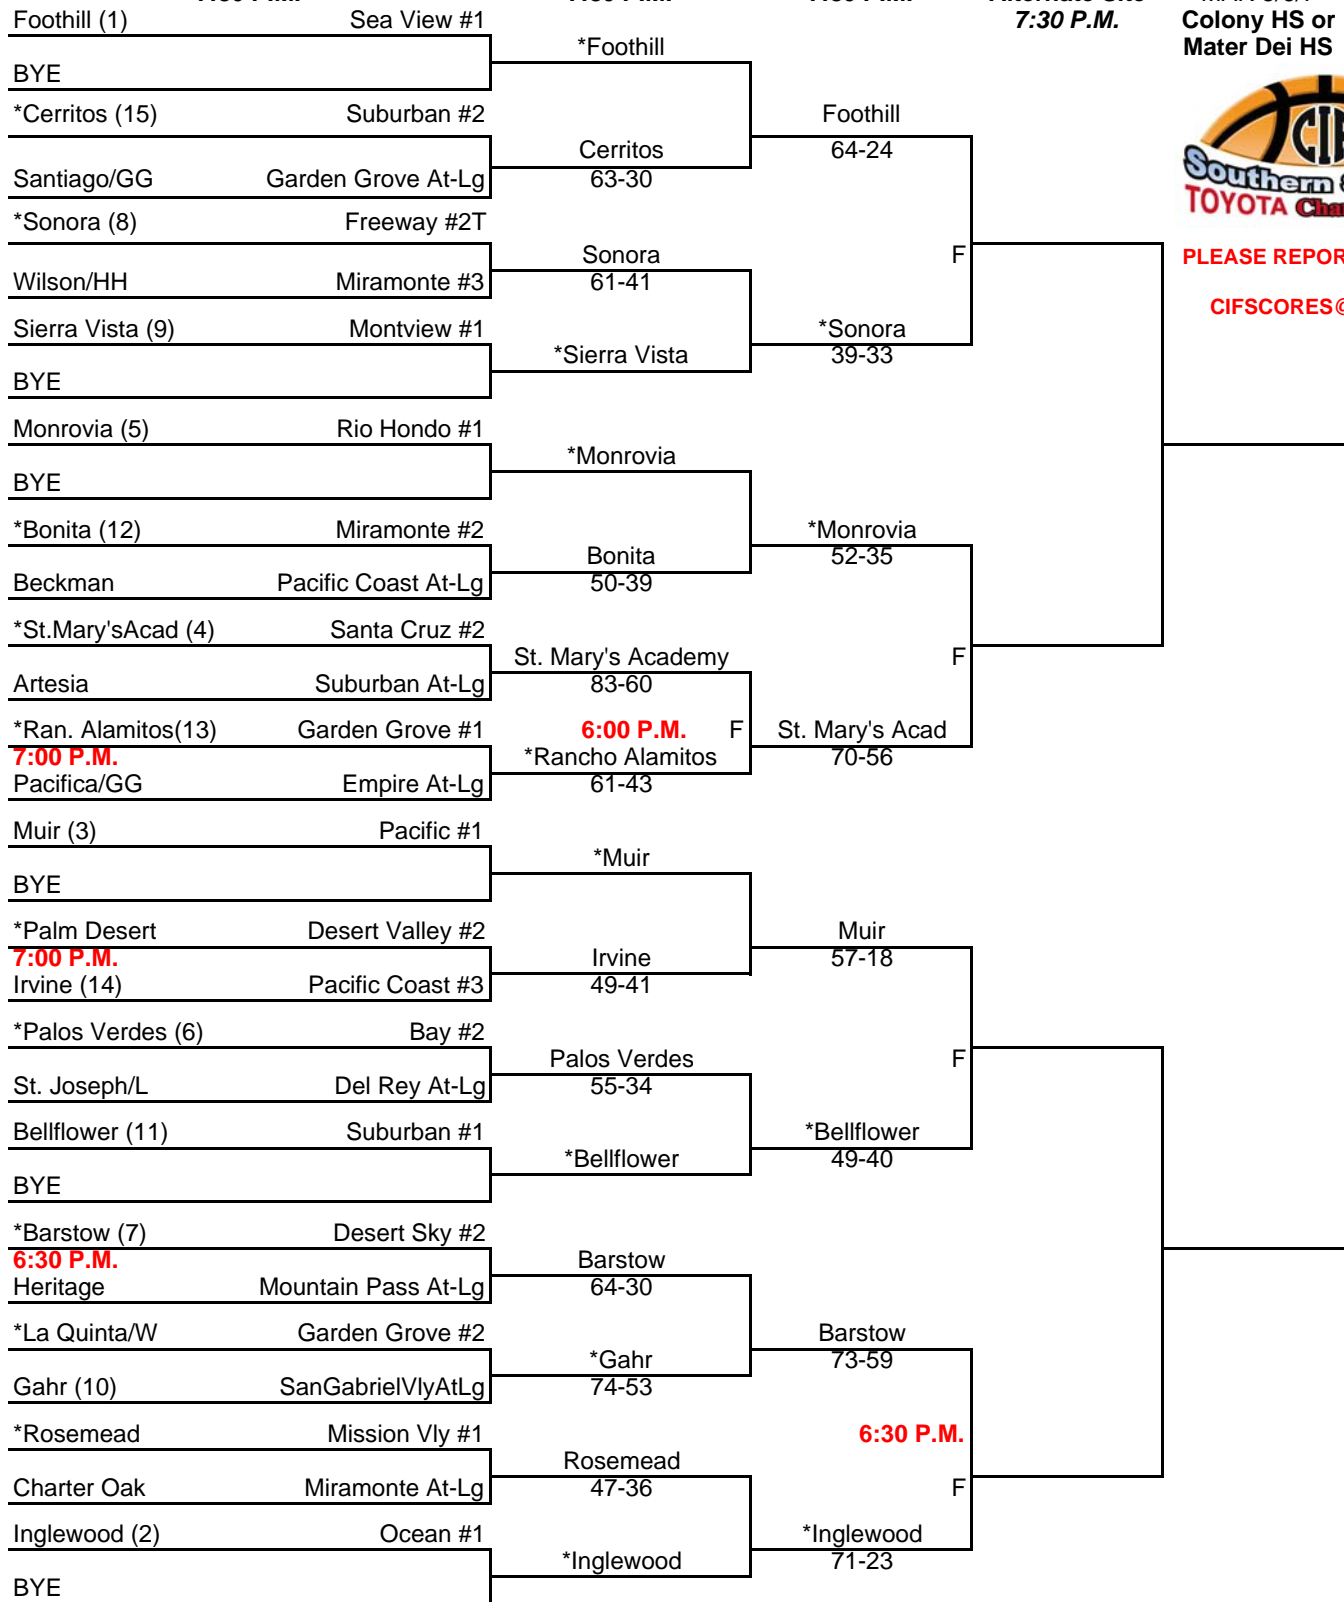 Alternate Site
7:30 P.M.
Colony HS or
Mater Dei HS
CIF
Southern
TOYOTA
PLEASE REPOR
CIFSCORES@
Foothill (1) Sea View #1
BYE
*Foothill
*Cerritos (15) Suburban #2
Santiago/GG Garden Grove At-Lg
Cerritos
63-30
Foothill
64-24
*Sonora (8) Freeway #2T
Wilson/HH Miramonte #3
Sonora
61-41
F
Sierra Vista (9) Montview #1
BYE
*Sierra Vista
*Sonora
39-33
Monrovia (5) Rio Hondo #1
BYE
*Monrovia
*Bonita (12) Miramonte #2
Beckman Pacific Coast At-Lg
Bonita
50-39
*Monrovia
52-35
*St.Mary'sAcad (4) Santa Cruz #2
Artesia Suburban At-Lg
St. Mary's Academy
83-60
F
*Ran. Alamitos(13) Garden Grove #1
7:00 P.M.
Pacifica/GG Empire At-Lg
6:00 P.M. F
*Rancho Alamitos
61-43
St. Mary's Acad
70-56
Muir (3) Pacific #1
BYE
*Muir
*Palm Desert Desert Valley #2
7:00 P.M.
Irvine (14) Pacific Coast #3
Irvine
49-41
Muir
57-18
*Palos Verdes (6) Bay #2
St. Joseph/L Del Rey At-Lg
Palos Verdes
55-34
F
Bellflower (11) Suburban #1
BYE
*Bellflower
*Bellflower
49-40
*Barstow (7) Desert Sky #2
6:30 P.M.
Heritage Mountain Pass At-Lg
Barstow
64-30
*La Quinta/W Garden Grove #2
Gahr (10) SanGabrielVlyAtLg
*Gahr
74-53
Barstow
73-59
*Rosemead Mission Vly #1
Charter Oak Miramonte At-Lg
Rosemead
47-36
6:30 P.M.
F
Inglewood (2) Ocean #1
BYE
*Inglewood
*Inglewood
71-23